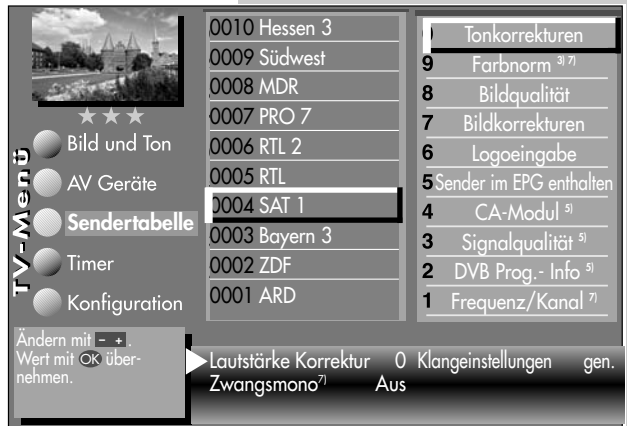 TV-Menü
Bild und Ton
AV Geräte
Sendertabelle
Timer
Konfiguration
0010 Hessen 3
0009 Südwest
0008 MDR
0007 PRO 7
0006 RTL 2
0005 RTL
0004 SAT 1
0003 Bayern 3
0002 ZDF
0001 ARD
Tonkorrekturen
9 Farbnorm 3) 7)
8 Bildqualität
7 Bildkorrekturen
6 Logoeingabe
5 Sender im EPG enthalten
4 CA-Modul 5)
3 Signalqualität 5)
2 DVB Prog.- Info 5)
1 Frequenz/Kanal 7)
Ändern mit - + .
Wert mit OK über-
nehmen.
Lautstärke Korrektur 0 Klangeinstellungen gen.
Zwangsmono7) Aus